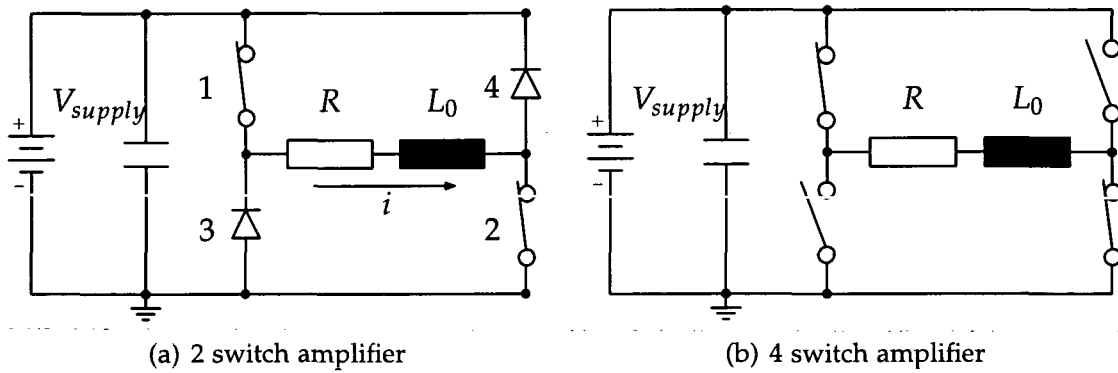 V_supply
+
-
1
R
L_0
4
i
3
2
V_supply
+
-
R
L_0
(a) 2 switch amplifier
(b) 4 switch amplifier